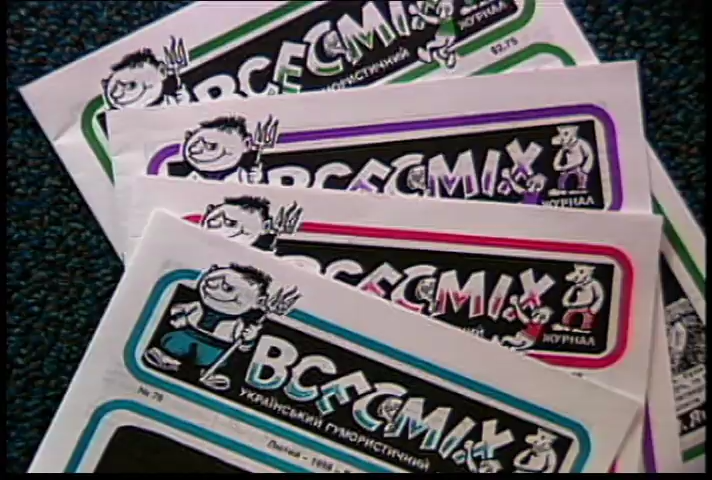 ВСЕСМІХ
ГУМОРИСТИЧНИЙ
ЖУРНАЛ
$2.75
ВСЕСМІХ
ЖУРНАЛ
ВСЕСМІХ
ЖУРНАЛ
ВСЕСМІХ
УКРАЇНСЬКИЙ ГУМОРИСТИЧНИЙ
№ 78
Лютий - 1998